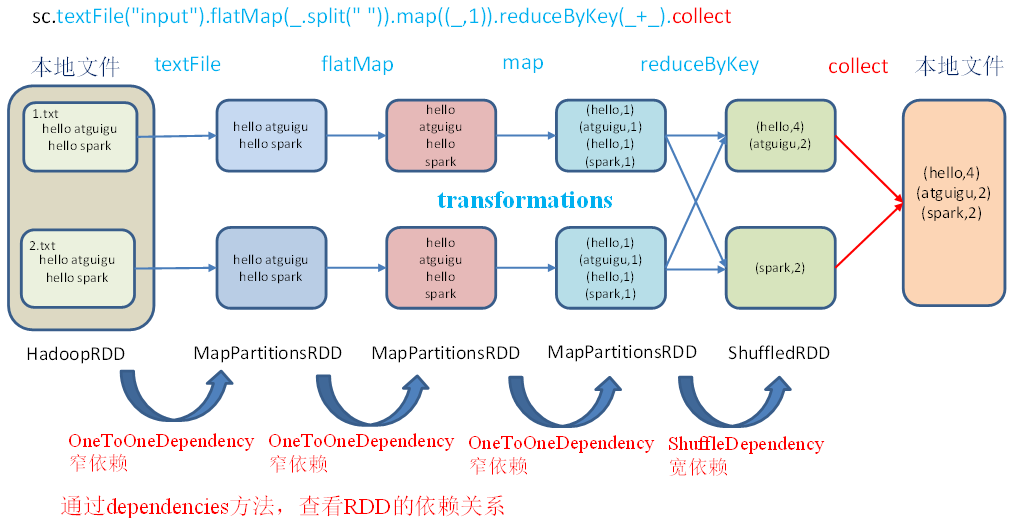 sc.textFile("input").flatMap(_.split(" ")).map((_,1)).reduceByKey(_+_).collect
本地文件
textFile
flatMap
map
reduceByKey
collect
本地文件
1.txt
hello atguigu
hello spark
hello atguigu
hello spark
hello
atguigu
hello
spark
(hello,1)
(atguigu,1)
(hello,1)
(spark,1)
(hello,4)
(atguigu,2)
(hello,4)
(atguigu,2)
(spark,2)
transformations
2.txt
hello atguigu
hello spark
hello atguigu
hello spark
hello
atguigu
hello
spark
(hello,1)
(atguigu,1)
(hello,1)
(spark,1)
(spark,2)
HadoopRDD
MapPartitionsRDD
MapPartitionsRDD
MapPartitionsRDD
ShuffledRDD
OneToOneDependency
窄依赖
OneToOneDependency
窄依赖
OneToOneDependency
窄依赖
ShuffleDependency
宽依赖
通过dependencies方法，查看RDD的依赖关系